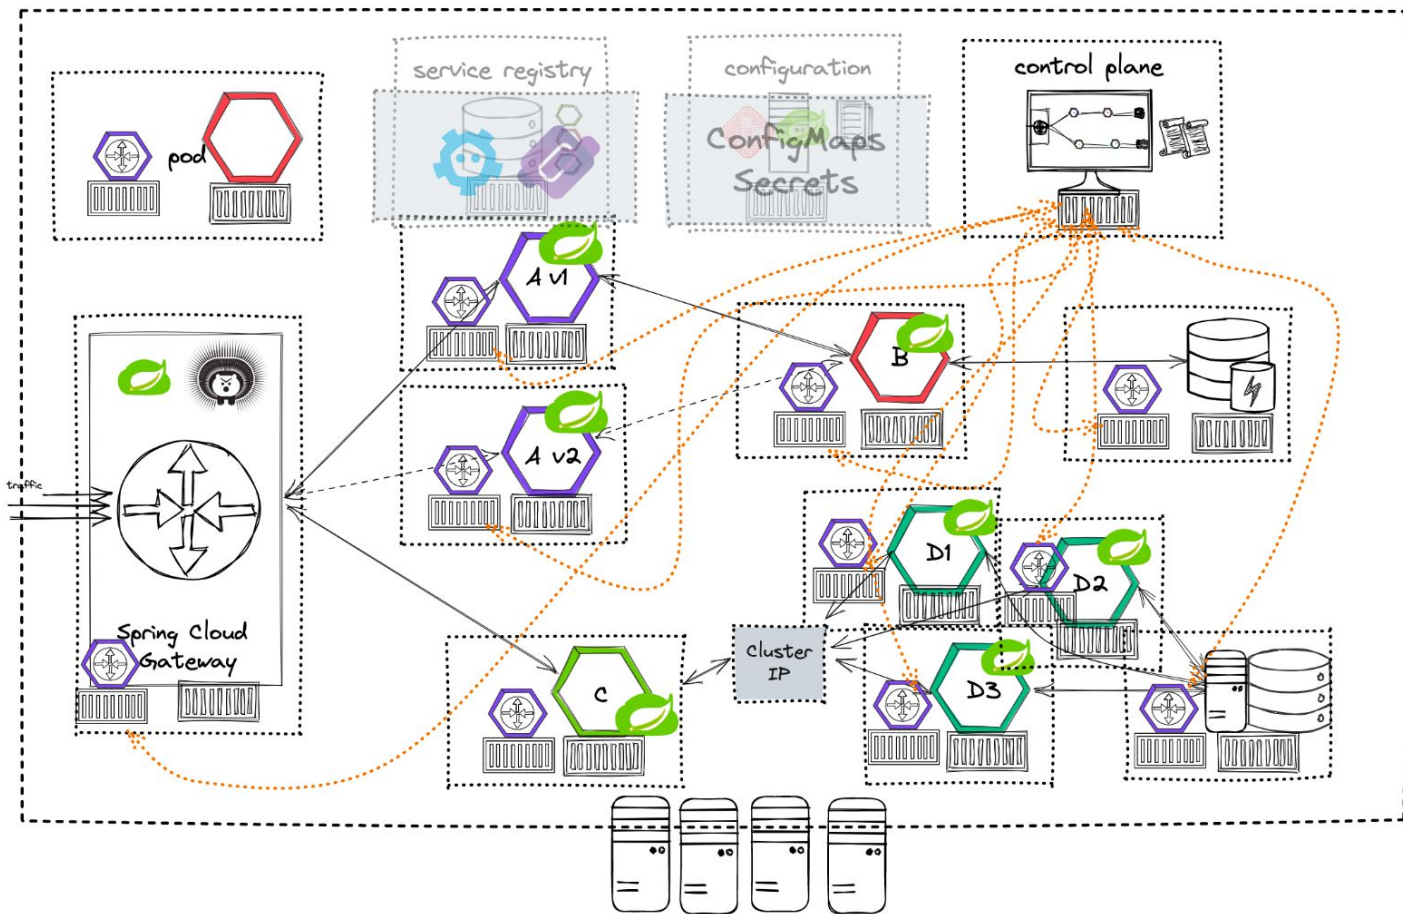 service registry
configuration
ConfigMaps
Secrets
control plane
pod
A v1
B
A v2
traffic
Spring Cloud
Gateway
D1
D2
Cluster
IP
C
D3